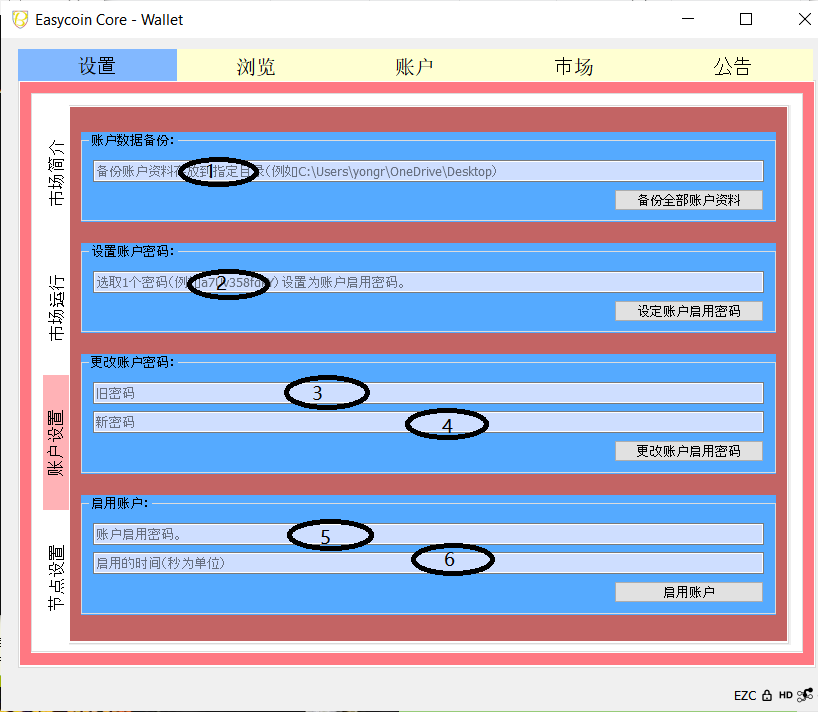 Easycoin Core - Wallet
设置 浏览 账户 市场 公告
市场简介
市场运行
账户设置
节点设置
账户数据备份:
备份账户资料 1 放到指定目录(例如C:\Users\yongr\OneDrive\Desktop)
备份全部账户资料
设置账户密码:
选取1个密码(例 2 358fd )设置为账户启用密码。
设定账户启用密码
更改账户密码:
旧密码 3
新密码 4
更改账户启用密码
启用账户:
账户启用密码。 5
启用的时间(秒为单位) 6
启用账户
EZC HD